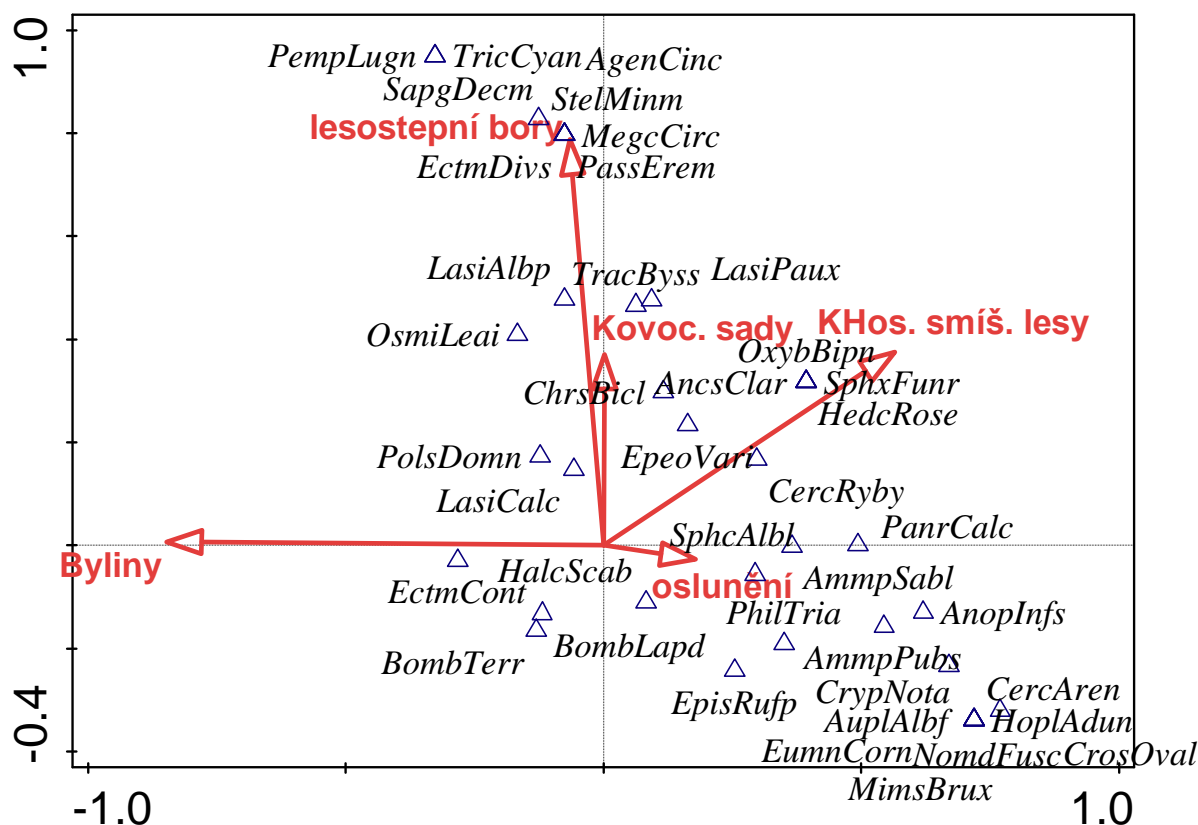 1.0
PempLugn TricCyan AgenCinc
SapgDecm StelMinm
lesostepní bory MegcCirc
EctmDivs PassErem
LasiAlbp TracByss LasiPaux
OsmiLeai Kovoc. sady KHos. smíš. lesy
OxybBipn
ChrsBicl AncsClar SphxFunr
HedcRose
PolsDomn EpeoVari
LasiCalc CercRyby
SphcAlbl PanrCalc
Byliny HalcScab oslunění AmmpSabl
EctmCont PhilTria AnopInfs
BombTerr BombLapd AmmpPubs
EpisRufp CrypNota CercAren
AuplAlbf HoplAdun
-0.4
EumnCorn NomdFusc CrosOval
MimsBrux
-1.0 1.0